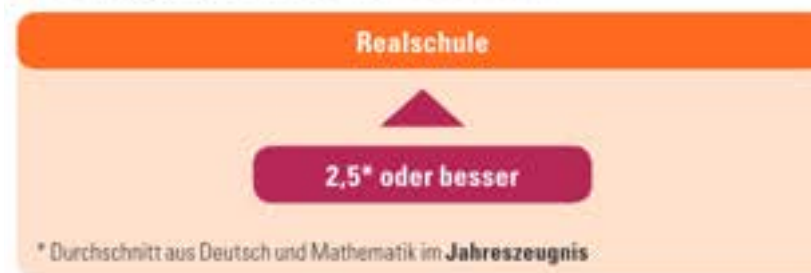 Realschule
2,5* oder besser
* Durchschnitt aus Deutsch und Mathematik im Jahreszeugnis